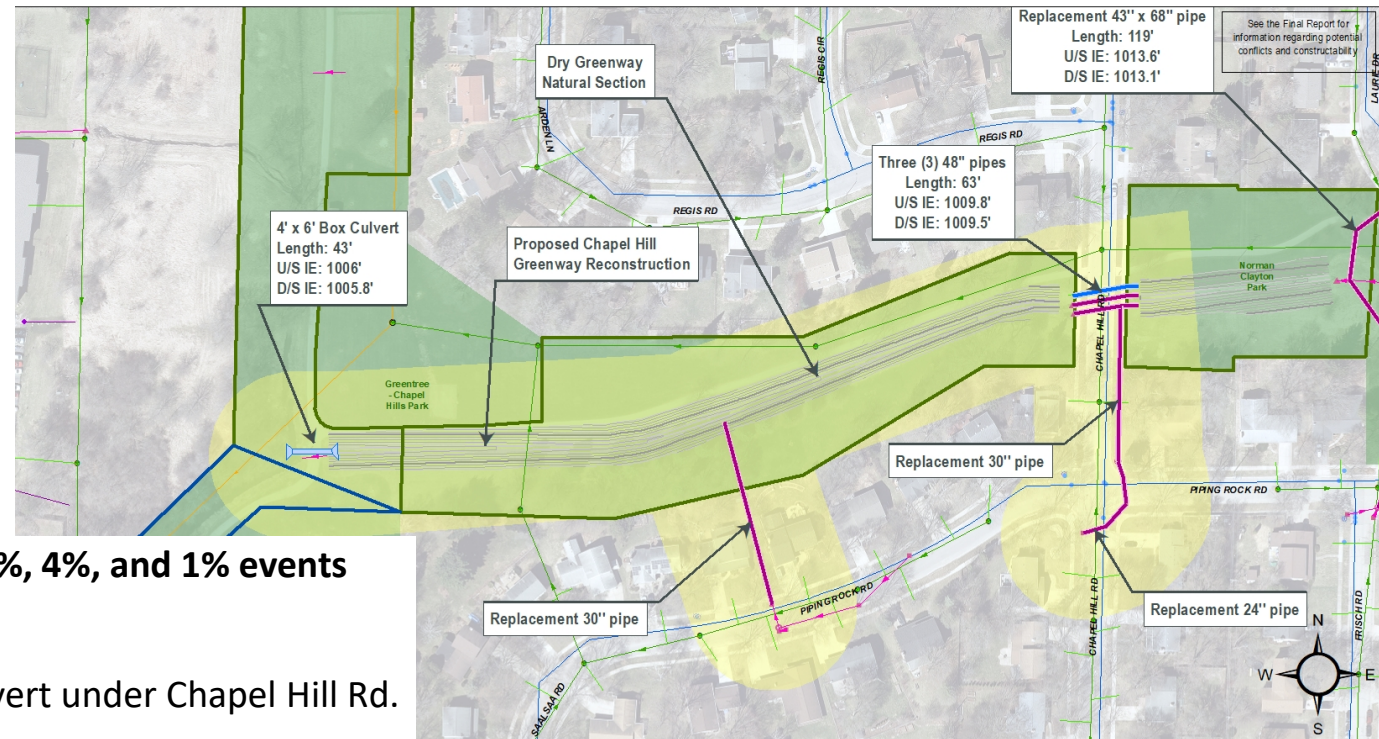 Replacement 43" x 68" pipe
Length: 119'
U/S IE: 1013.6'
D/S IE: 1013.1'
See the Final Report for
information regarding potential
conflicts and constructability
Dry Greenway
Natural Section
REGIS CIR
LAURIE DR
ARDEN LN
REGIS RD
Three (3) 48" pipes
Length: 63'
U/S IE: 1009.8'
D/S IE: 1009.5'
REGIS RD
4' x 6' Box Culvert
Length: 43'
U/S IE: 1006'
D/S IE: 1005.8'
Proposed Chapel Hill
Greenway Reconstruction
Norman
Clayton
Park
CHAPEL HILL RD
Greentree
- Chapel
Hills Park
Replacement 30" pipe
PIPING ROCK RD
%, 4%, and 1% events
Replacement 30" pipe
PIPING ROCK RD
Replacement 24" pipe
CHAPEL HILL RD
FRISCH RD
N
W
E
S
SAALSAA RD
vert under Chapel Hill Rd.